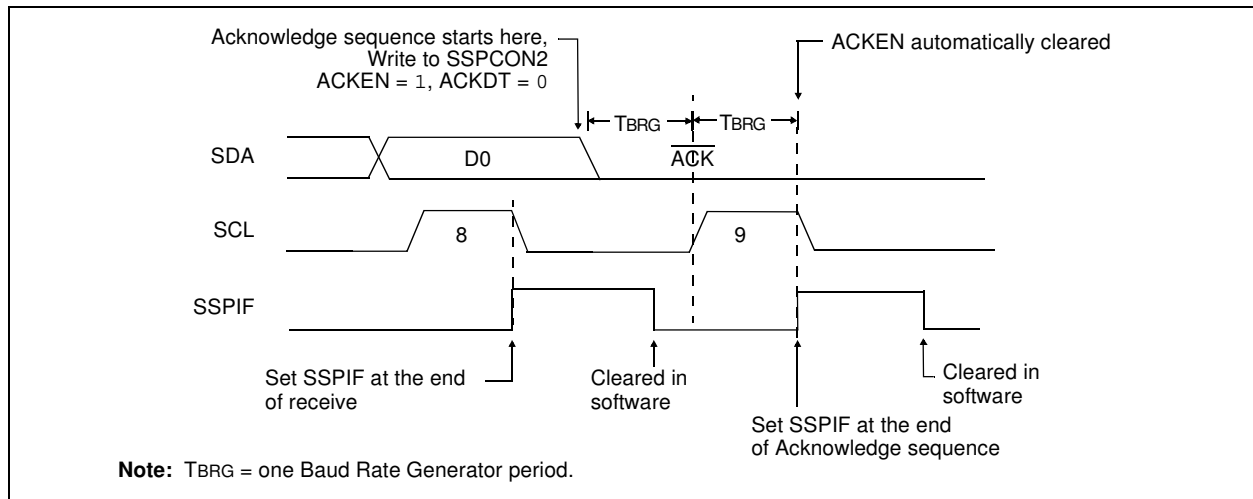 Acknowledge sequence starts here,
Write to SSPCON2
ACKEN = 1, ACKDT = 0
ACKEN automatically cleared
TBRG
TBRG
SDA
D0
ACK
SCL
8
9
SSPIF
Set SSPIF at the end
of receive
Cleared in
software
Set SSPIF at the end
of Acknowledge sequence
Cleared in
software
Note: TBRG = one Baud Rate Generator period.